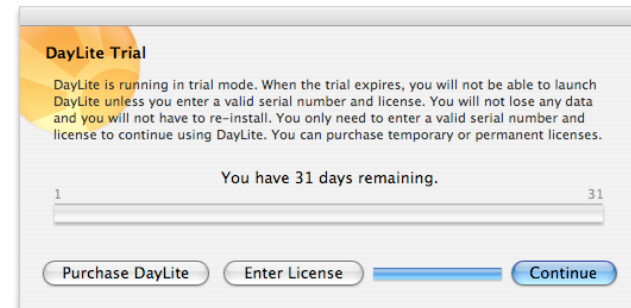 DayLite Trial
DayLite is running in trial mode. When the trial expires, you will not be able to launch
DayLite unless you enter a valid serial number and license. You will not lose any data
and you will not have to re-install. You only need to enter a valid serial number and
license to continue using DayLite. You can purchase temporary or permanent licenses.
You have 31 days remaining.
1 31
Purchase DayLite Enter License Continue